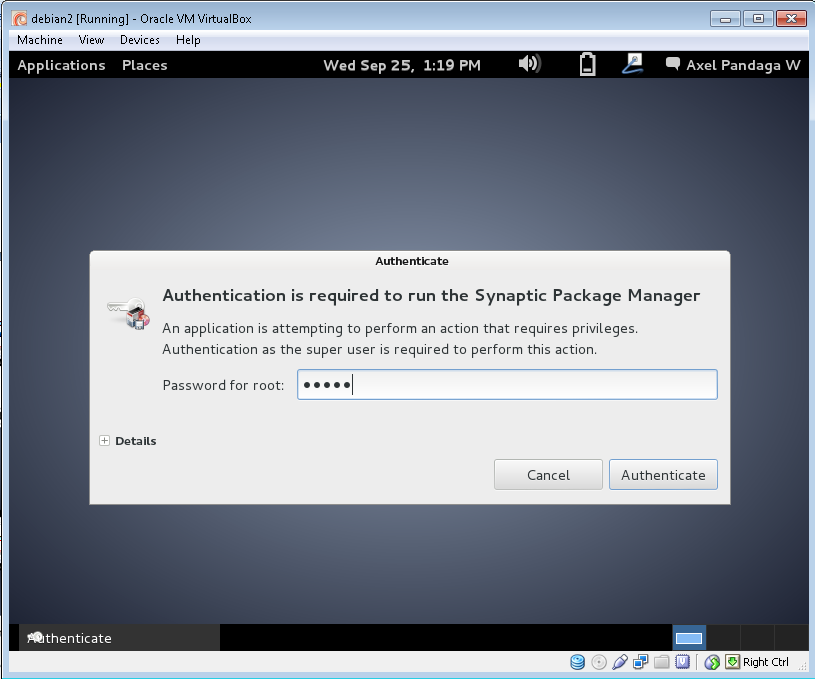 debian2 [Running] - Oracle VM VirtualBox
Machine View Devices Help
Applications Places Wed Sep 25, 1:19 PM Axel Pandaga W
Authenticate
Authentication is required to run the Synaptic Package Manager
An application is attempting to perform an action that requires privileges.
Authentication as the super user is required to perform this action.
Password for root: •••••
Details
Cancel Authenticate
Authenticate
Right Ctrl